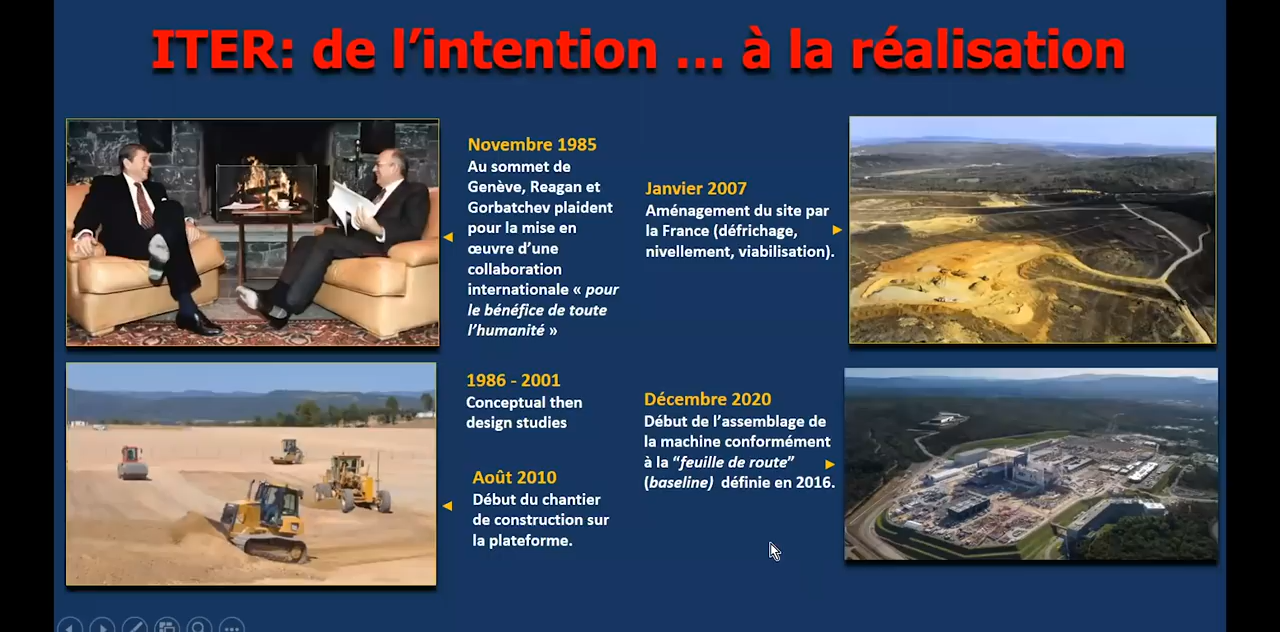 ITER: de l’intention ... à la réalisation
Novembre 1985
Au sommet de
Genève, Reagan et
Gorbatchev plaident
pour la mise en
œuvre d’une
collaboration
internationale « pour
le bénéfice de toute
l’humanité »
1986 - 2001
Conceptual then
design studies
Août 2010
Début du chantier
de construction sur
la plateforme.
Janvier 2007
Aménagement du site par
la France (défrichage,
nivellement, viabilisation).
Décembre 2020
Début de l’assemblage de
la machine conformément
à la “feuille de route”
(baseline) définie en 2016.